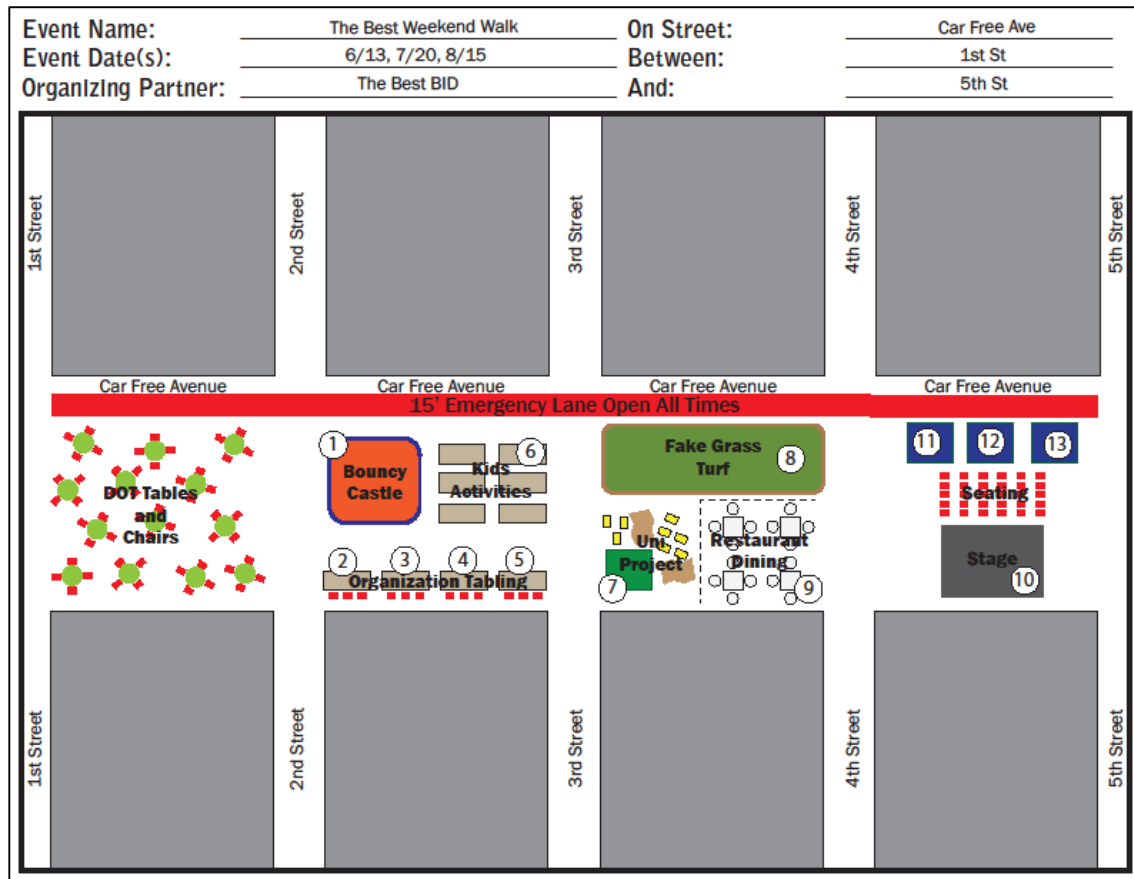 Event Name: The Best Weekend Walk On Street: Car Free Ave
Event Date(s): 6/13, 7/20, 8/15 Between: 1st St
Organizing Partner: The Best BID And: 5th St
1st Street
2nd Street
3rd Street
4th Street
5th Street
Car Free Avenue Car Free Avenue Car Free Avenue Car Free Avenue
15' Emergency Lane Open All Times
DOT Tables
and
Chairs
1
Bouncy
Castle
6
Kids
Activities
2 3 4 5
Organization Tabling
Fake Grass
Turf
8
Uni
Project
7
Restaurant
Dining
9
11 12 13
Seating
Stage
10
1st Street
2nd Street
3rd Street
4th Street
5th Street